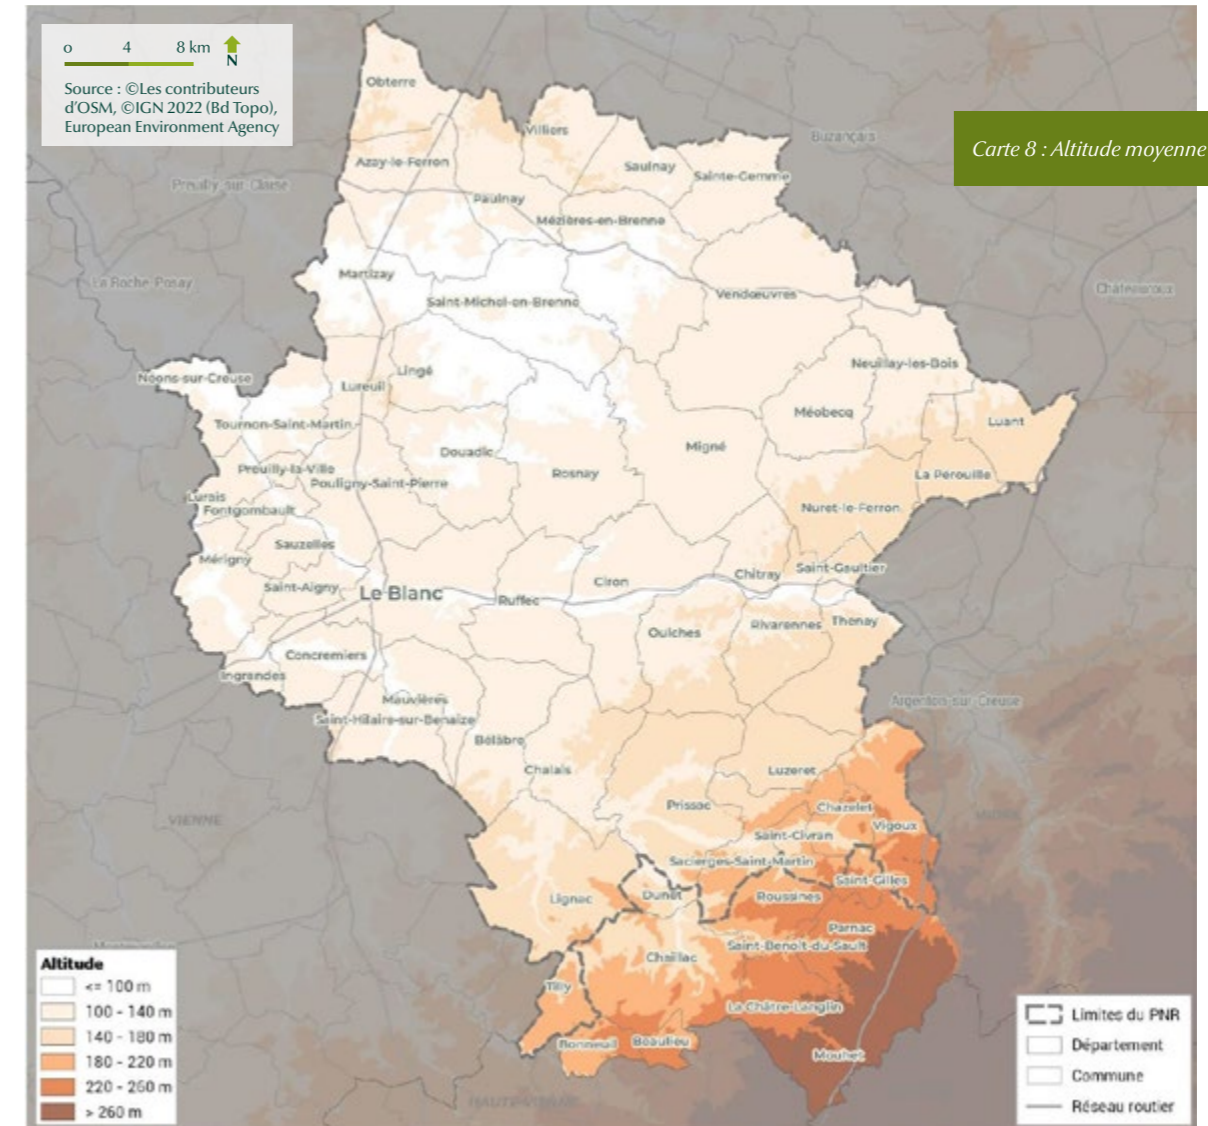 0 4 8 km
N
Source : ©Les contributeurs
d'OSM, ©IGN 2022 (Bd Topo),
European Environment Agency
Carte 8 : Altitude moyenne
Obterre
Villiers
Buzançais
Azay-le-Ferron
Saulnay
Sainte-Gemme
Preuilly-sur-Claise
Paulnay
Mézières-en-Brenne
Martizay
La Roche-Posay
Saint-Michel-en-Brenne
Vendœuvres
Châteauroux
Néons-sur-Creuse
Lureuil
Lingé
Neuillay-les-Bois
Tournon-Saint-Martin
Méobecq
Luant
Douadic
Migné
Preuilly-la-Ville
Rosnay
La Pérouille
Pouligny-Saint-Pierre
Lurais
Fontgombault
Nuret-le-Ferron
Sauzelles
Mérigny
Saint-Aigny
Le Blanc
Ciron
Chitray
Saint-Gaultier
Ruffec
Oulches
Rivarennes
Thenay
Concremiers
Ingrandes
Mauvières
Argenton-sur-Creuse
Saint-Hilaire-sur-Benaize
Bélâbre
Chalais
Luzeret
Prissac
Chazelet
VIENNE
INDRE
Saint-Civran
Vigoux
Sacierges-Saint-Martin
Saint-Gilles
Lignac
Dunet
Roussines
Parnac
Saint-Benoît-du-Sault
Chaillac
Tilly
La Châtre-Langlin
Bonneuil
Beaulieu
Mouhet
HAUTE-VIENNE
Altitude
<= 100 m
100 - 140 m
140 - 180 m
180 - 220 m
220 - 260 m
> 260 m
Limites du PNR
Département
Commune
Réseau routier